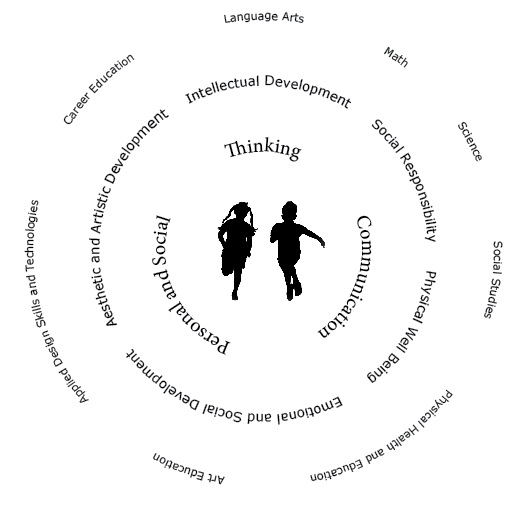 Language Arts
Math
Science
Social Studies
Physical Health and Education
Art Education
Applied Design Skills and Technologies
Career Education
Intellectual Development
Social Responsibility
Physical Well Being
Emotional and Social Development
Aesthetic and Artistic Development
Thinking
Communication
Personal and Social